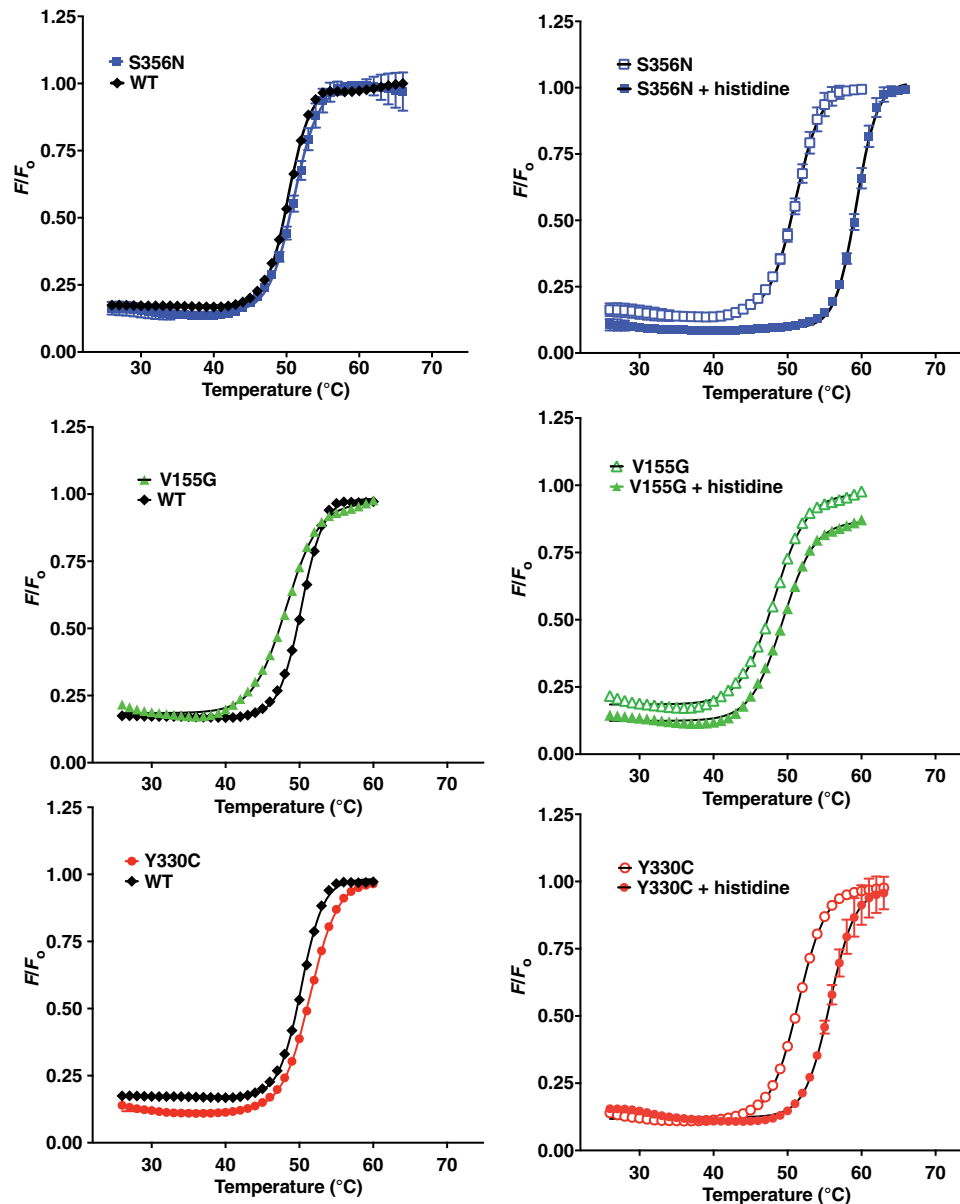 1.25
1.00
0.75
0.50
0.25
0.00
F/Fo
S356N
WT
30 40 50 60 70
Temperature (°C)
1.25
1.00
0.75
0.50
0.25
0.00
F/Fo
S356N
S356N + histidine
30 40 50 60 70
Temperature (°C)
1.25
1.00
0.75
0.50
0.25
0.00
F/Fo
V155G
WT
30 40 50 60 70
Temperature (°C)
1.25
1.00
0.75
0.50
0.25
0.00
F/Fo
V155G
V155G + histidine
30 40 50 60 70
Temperature (°C)
1.25
1.00
0.75
0.50
0.25
0.00
F/Fo
Y330C
WT
30 40 50 60 70
Temperature (°C)
1.25
1.00
0.75
0.50
0.25
0.00
F/Fo
Y330C
Y330C + histidine
30 40 50 60 70
Temperature (°C)